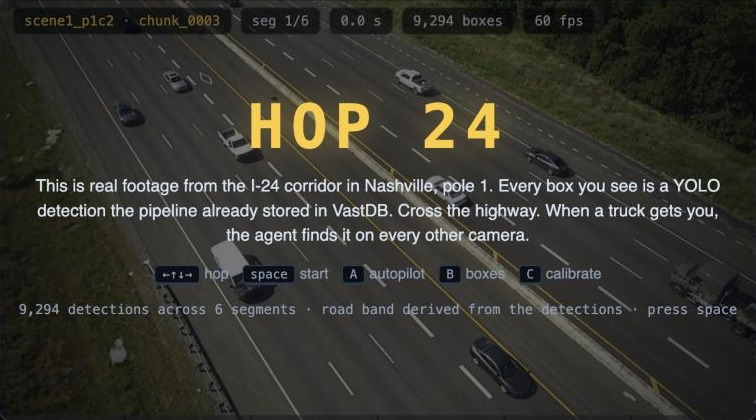 scene1_p1c2 · chunk_0003 seg 1/6 0.0 s 9,294 boxes 60 fps
HOP 24
This is real footage from the I-24 corridor in Nashville, pole 1. Every box you see is a YOLO
detection the pipeline already stored in VastDB. Cross the highway. When a truck gets you,
the agent finds it on every other camera.
←↑↓→ hop space start A autopilot B boxes C calibrate
9,294 detections across 6 segments · road band derived from the detections · press space